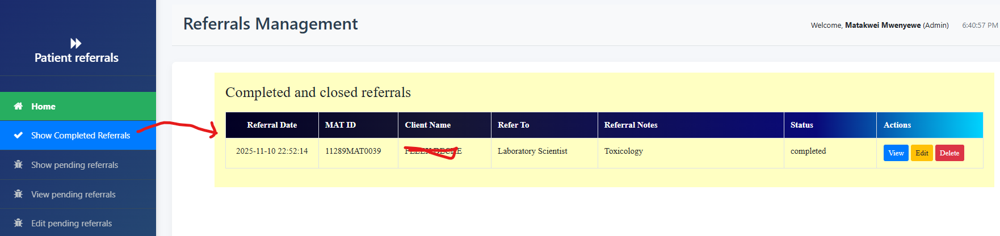 Patient referrals
Home
Show Completed Referrals
Show pending referrals
View pending referrals
Edit pending referrals
Referrals Management
Welcome, Matakwei Mwenyewe (Admin) 6:40:57 PM
Completed and closed referrals
Referral Date MAT ID Client Name Refer To Referral Notes Status Actions
2025-11-10 22:52:14 11289MAT0039 Laboratory Scientist Toxicology completed View Edit Delete